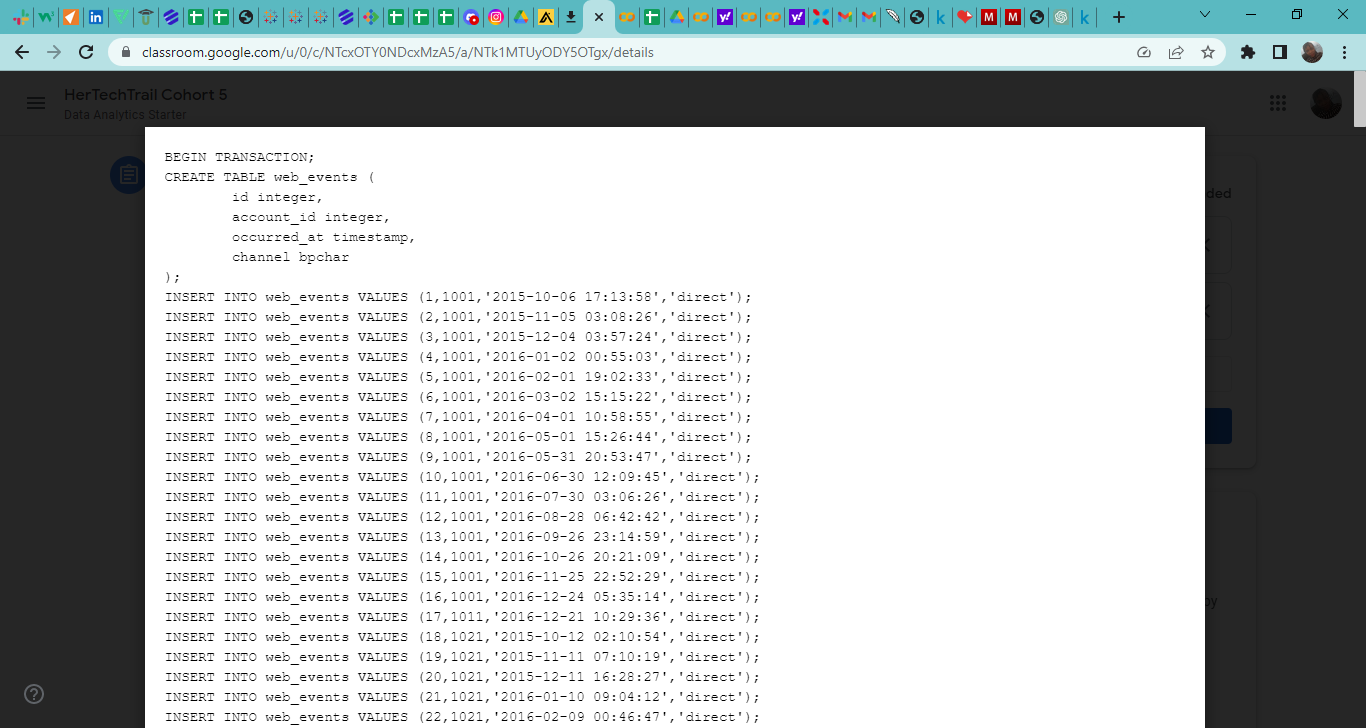 classroom.google.com/u/0/c/NTcxOTY0NDcxMzA5/a/NTk1MTUyODY5OTgx/details
HerTechTrail Cohort 5
Data Analytics Starter
ded
BEGIN TRANSACTION;
CREATE TABLE web_events (
id integer,
account_id integer,
occurred_at timestamp,
channel bpchar
);
INSERT INTO web_events VALUES (1,1001,'2015-10-06 17:13:58','direct');
INSERT INTO web_events VALUES (2,1001,'2015-11-05 03:08:26','direct');
INSERT INTO web_events VALUES (3,1001,'2015-12-04 03:57:24','direct');
INSERT INTO web_events VALUES (4,1001,'2016-01-02 00:55:03','direct');
INSERT INTO web_events VALUES (5,1001,'2016-02-01 19:02:33','direct');
INSERT INTO web_events VALUES (6,1001,'2016-03-02 15:15:22','direct');
INSERT INTO web_events VALUES (7,1001,'2016-04-01 10:58:55','direct');
INSERT INTO web_events VALUES (8,1001,'2016-05-01 15:26:44','direct');
INSERT INTO web_events VALUES (9,1001,'2016-05-31 20:53:47','direct');
INSERT INTO web_events VALUES (10,1001,'2016-06-30 12:09:45','direct');
INSERT INTO web_events VALUES (11,1001,'2016-07-30 03:06:26','direct');
INSERT INTO web_events VALUES (12,1001,'2016-08-28 06:42:42','direct');
INSERT INTO web_events VALUES (13,1001,'2016-09-26 23:14:59','direct');
INSERT INTO web_events VALUES (14,1001,'2016-10-26 20:21:09','direct');
INSERT INTO web_events VALUES (15,1001,'2016-11-25 22:52:29','direct');
INSERT INTO web_events VALUES (16,1001,'2016-12-24 05:35:14','direct');
INSERT INTO web_events VALUES (17,1011,'2016-12-21 10:29:36','direct');
by
INSERT INTO web_events VALUES (18,1021,'2015-10-12 02:10:54','direct');
INSERT INTO web_events VALUES (19,1021,'2015-11-11 07:10:19','direct');
INSERT INTO web_events VALUES (20,1021,'2015-12-11 16:28:27','direct');
INSERT INTO web_events VALUES (21,1021,'2016-01-10 09:04:12','direct');
INSERT INTO web_events VALUES (22,1021,'2016-02-09 00:46:47','direct');